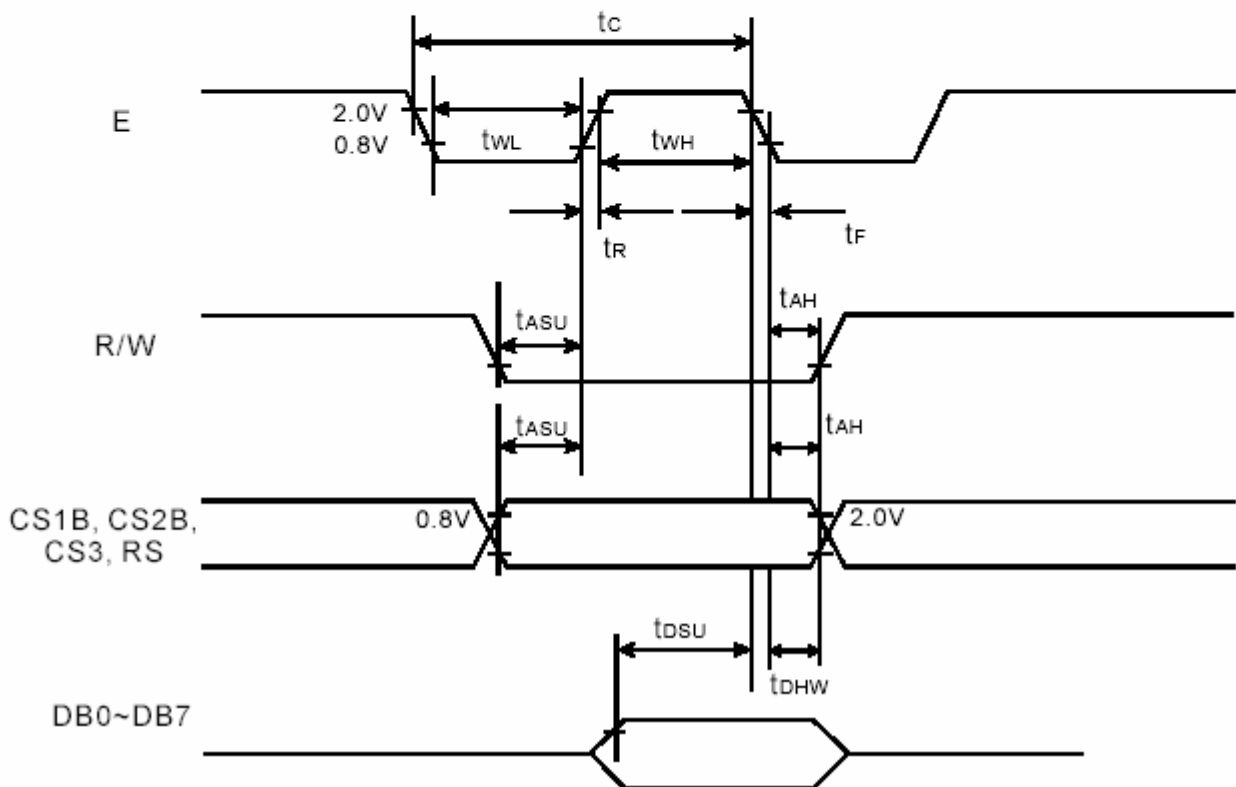 tC
E
2.0V
0.8V
tWL
tWH
tR
tF
R/W
tASU
tAH
tASU
tAH
CS1B, CS2B,
CS3, RS
0.8V
2.0V
tDSU
tDHW
DB0~DB7